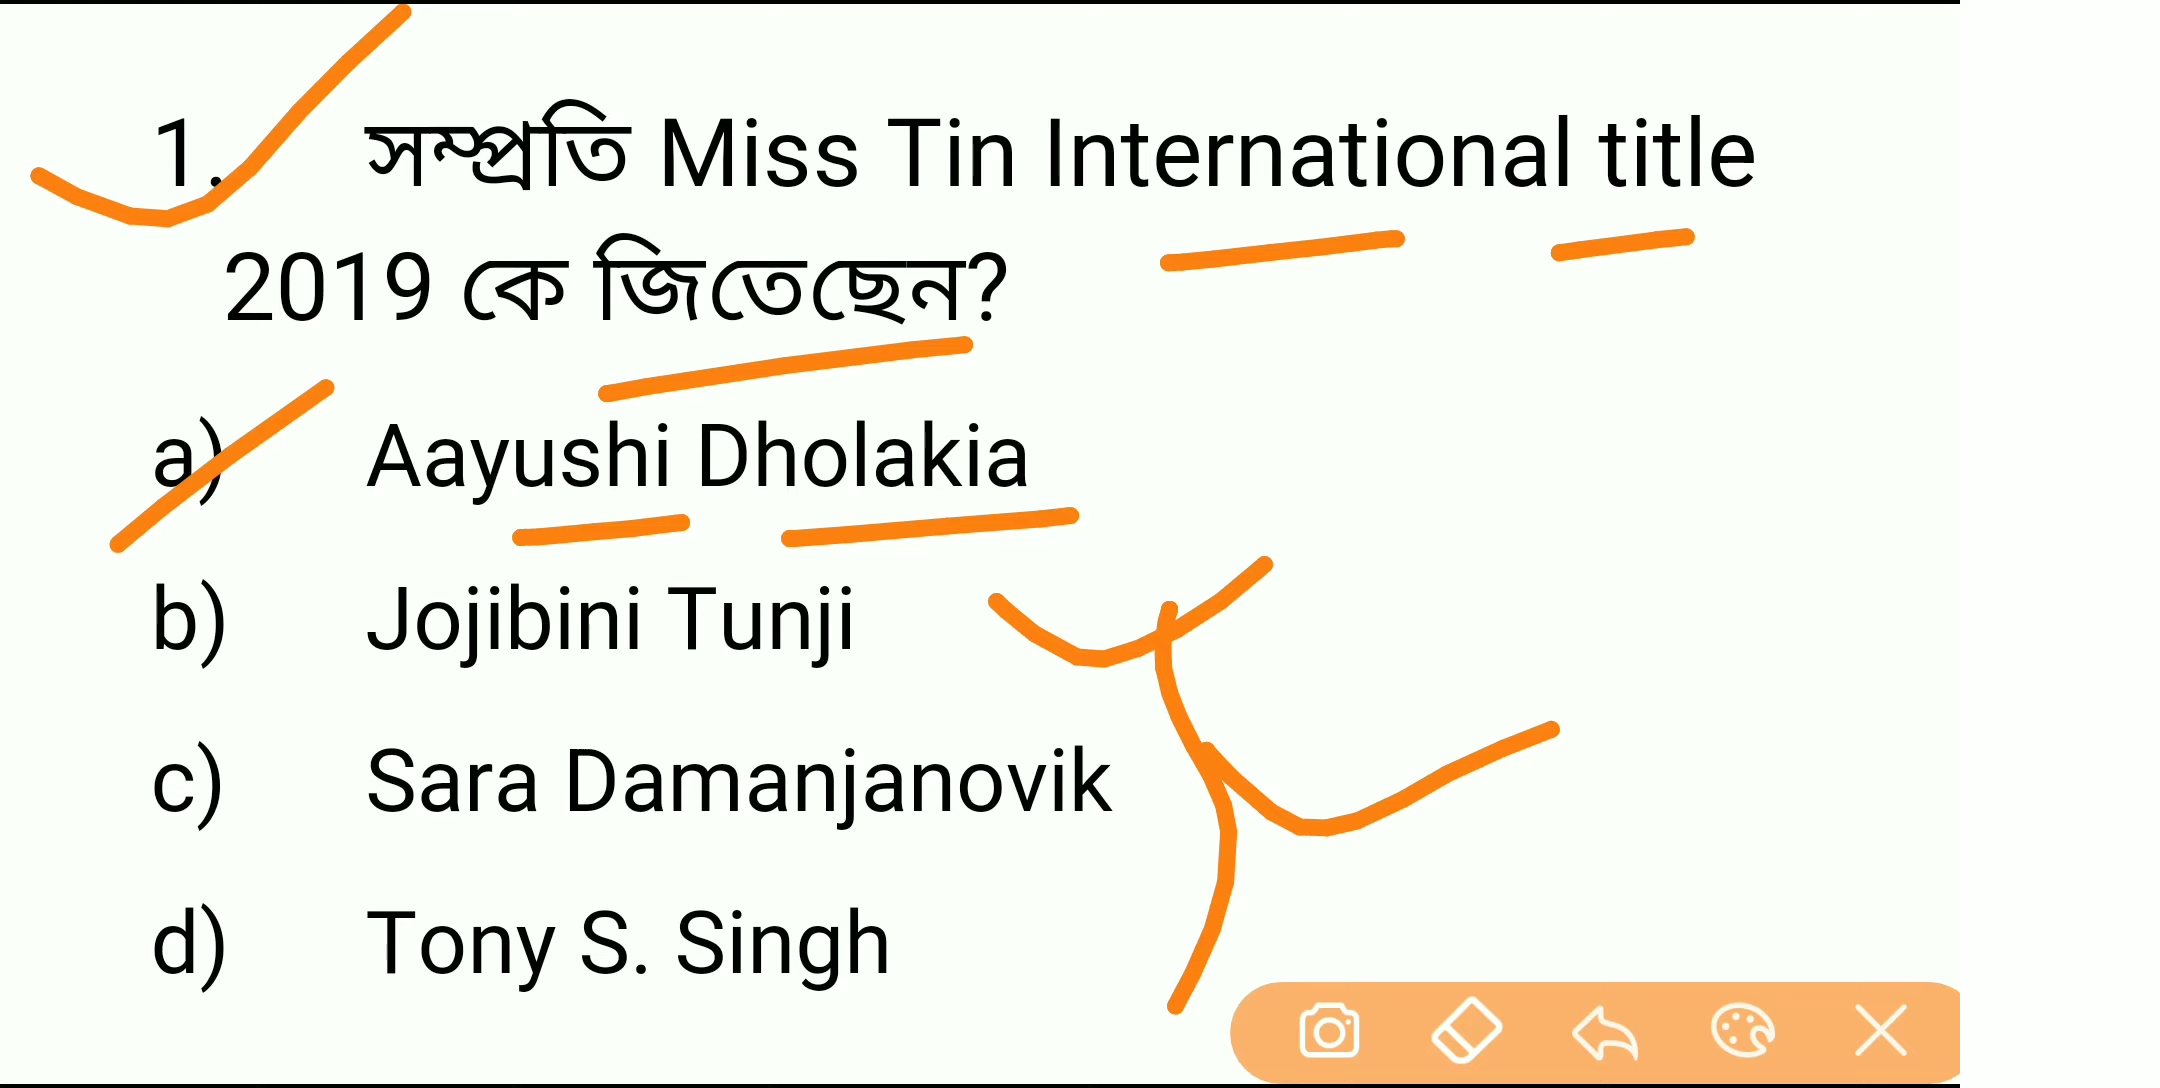 1. সম্প্রতি Miss Tin International title
2019 কে জিতেছেন?
a) Aayushi Dholakia
b) Jojibini Tunji
c) Sara Damanjanovik
d) Tony S. Singh